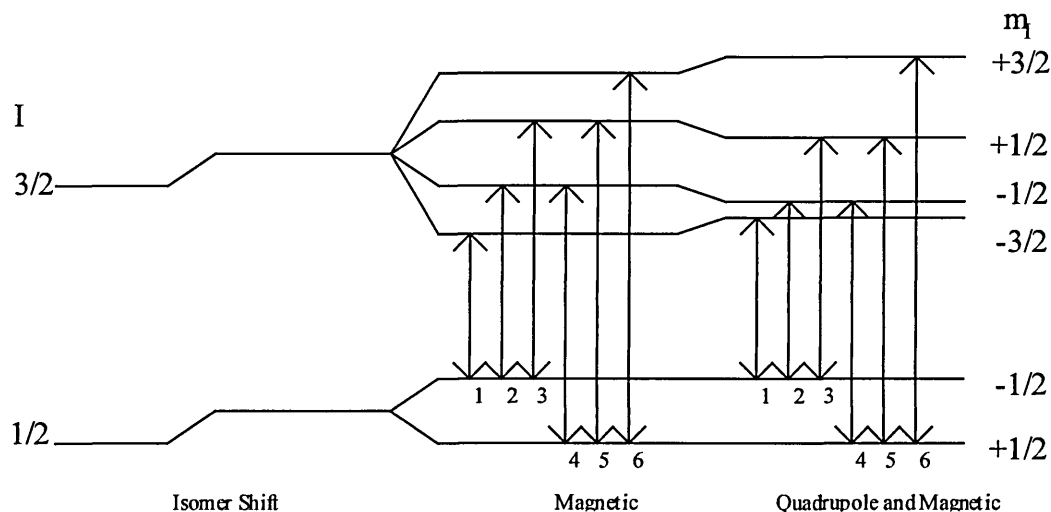 m_I
+3/2
I
+1/2
3/2
-1/2
-3/2
1 2 3 1 2 3
-1/2
1/2
+1/2
4 5 6 4 5 6
Isomer Shift Magnetic Quadrupole and Magnetic